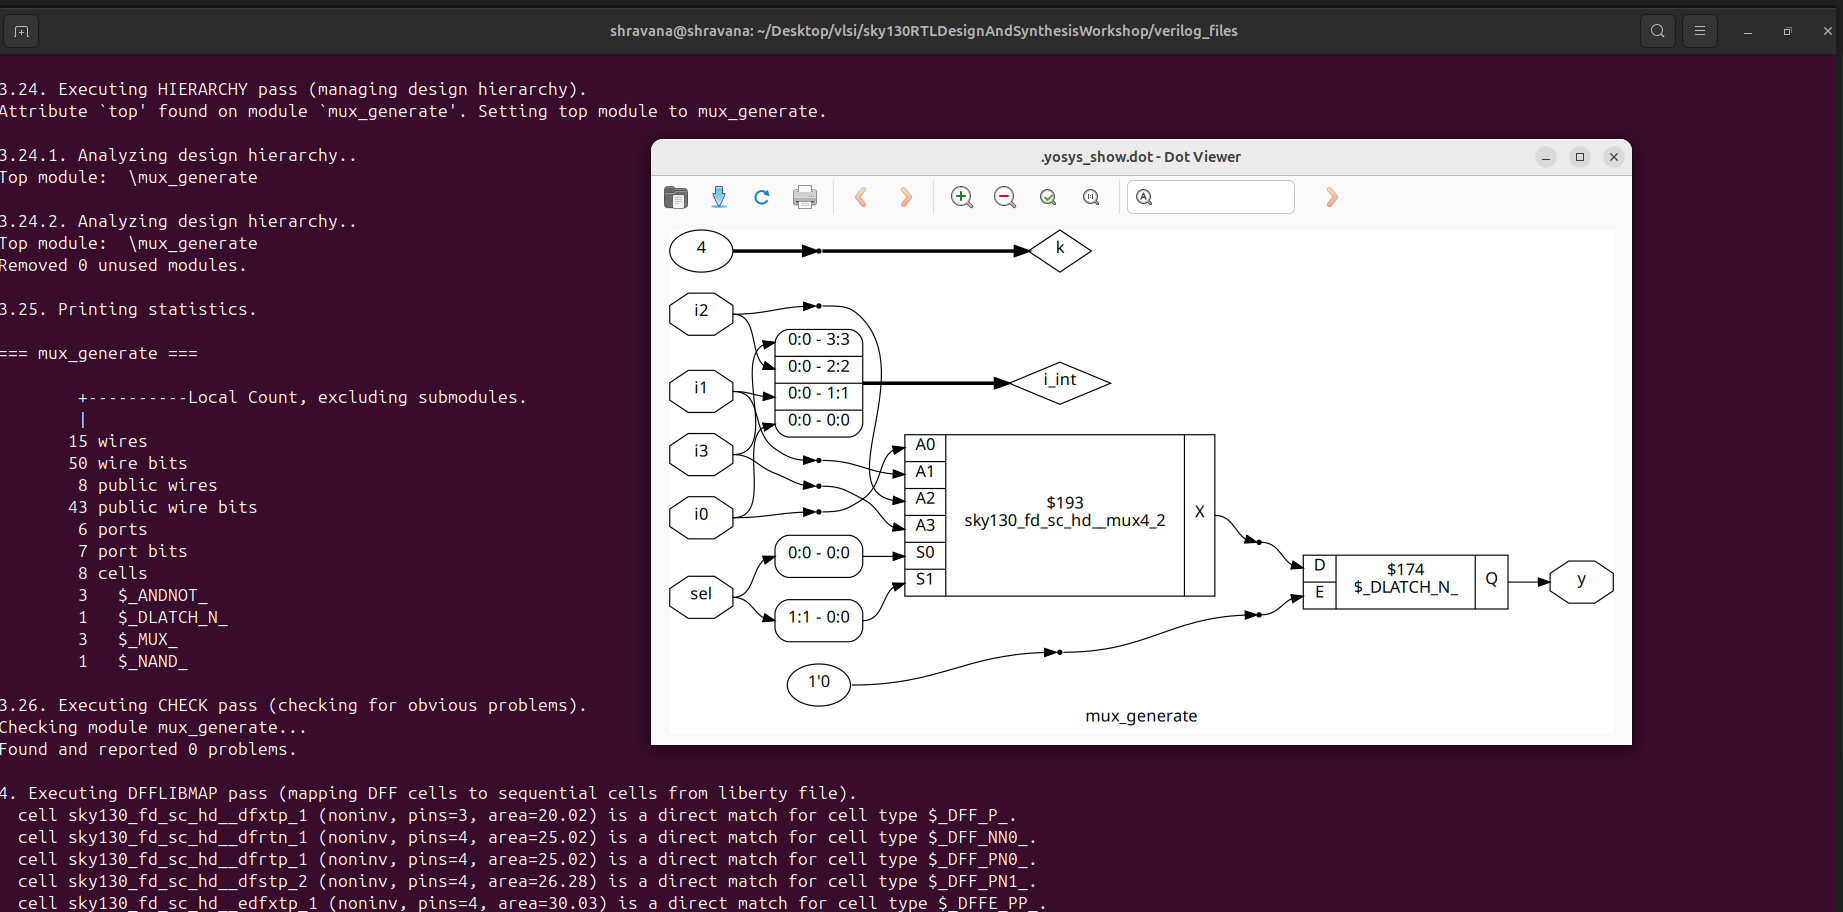 shravana@shravana: ~/Desktop/vlsi/sky130RTLDesignAndSynthesisWorkshop/verilog_files
3.24. Executing HIERARCHY pass (managing design hierarchy).
Attribute `top' found on module `mux_generate'. Setting top module to mux_generate.
3.24.1. Analyzing design hierarchy..
Top module:  \mux_generate
3.24.2. Analyzing design hierarchy..
Top module:  \mux_generate
Removed 0 unused modules.
3.25. Printing statistics.
=== mux_generate ===
+----------Local Count, excluding submodules.
|
15 wires
50 wire bits
8 public wires
43 public wire bits
6 ports
7 port bits
8 cells
3   $_ANDNOT_
1   $_DLATCH_N_
3   $_MUX_
1   $_NAND_
3.26. Executing CHECK pass (checking for obvious problems).
Checking module mux_generate...
Found and reported 0 problems.
4. Executing DFFLIBMAP pass (mapping DFF cells to sequential cells from liberty file).
cell sky130_fd_sc_hd__dfxtp_1 (noninv, pins=3, area=20.02) is a direct match for cell type $_DFF_P_.
cell sky130_fd_sc_hd__dfrtn_1 (noninv, pins=4, area=25.02) is a direct match for cell type $_DFF_NN0_.
cell sky130_fd_sc_hd__dfrtp_1 (noninv, pins=4, area=25.02) is a direct match for cell type $_DFF_PN0_.
cell sky130_fd_sc_hd__dfstp_2 (noninv, pins=4, area=26.28) is a direct match for cell type $_DFF_PN1_.
cell sky130_fd_sc_hd__edfxtp_1 (noninv, pins=4, area=30.03) is a direct match for cell type $_DFFE_PP_.
.yosys_show.dot - Dot Viewer
4
k
i2
0:0 - 3:3
0:0 - 2:2
0:0 - 1:1
0:0 - 0:0
i_int
i1
i3
i0
A0
A1
A2
A3
S0
S1
$193
sky130_fd_sc_hd__mux4_2
X
0:0 - 0:0
sel
1:1 - 0:0
D
E
$174
$_DLATCH_N_
Q
y
1'0
mux_generate